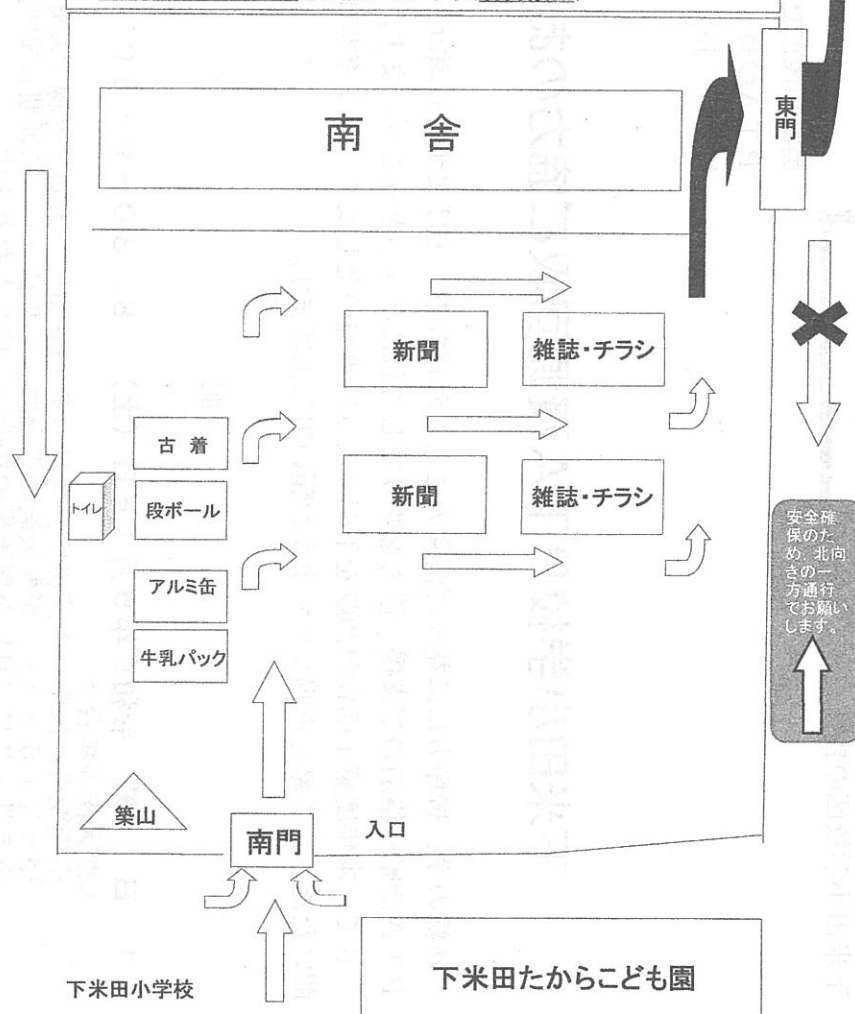 南 舎
東門
新聞
雑誌・チラシ
古 着
トイレ
段ボール
新聞
雑誌・チラシ
アルミ缶
牛乳パック
安全確
保のた
め、北向
きの一
方通行
でお願い
します。
築山
南門
入口
下米田小学校
下米田たからこども園